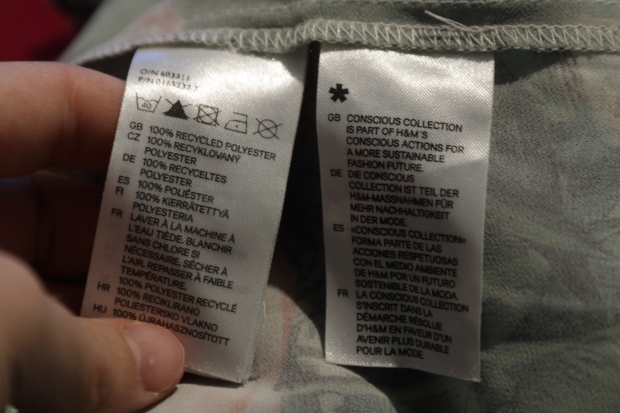 O/N 603311
40
GB 100% RECYCLED POLYESTER
CZ 100% RECYKLOVANÝ
POLYESTER
DE 100% RECYCELTES
POLYESTER
ES 100% POLIÉSTER
FI 100% KIERRÄTETTYÄ
POLYESTERIA
FR LAVER À LA MACHINE À
L'EAU TIÈDE. BLANCHIR
SANS CHLORE SI
NÉCESSAIRE. SÉCHER À
L'AIR. REPASSER À FAIBLE
TEMPÉRATURE.
100% POLYESTER RECYCLÉ
HR 100% RECIKLIRANO
POLIESTERSKO VLAKNO
HU 100% ÚJRAHASZNOSÍTOTT
*
GB CONSCIOUS COLLECTION
IS PART OF H&M'S
CONSCIOUS ACTIONS FOR
A MORE SUSTAINABLE
FASHION FUTURE.
DE DIE CONSCIOUS
COLLECTION IST TEIL DER
H&M-MASSNAHMEN FÜR
MEHR NACHHALTIGKEIT
IN DER MODE.
ES «CONSCIOUS COLLECTION»
FORMA PARTE DE LAS
ACCIONES RESPETUOSAS
CON EL MEDIO AMBIENTE
DE H&M POR UN FUTURO
SOSTENIBLE DE LA MODA.
FR LA CONSCIOUS COLLECTION
S'INSCRIT DANS LA
DÉMARCHE RÉSOLUE
D'H&M EN FAVEUR D'UN
AVENIR PLUS DURABLE
POUR LA MODE.